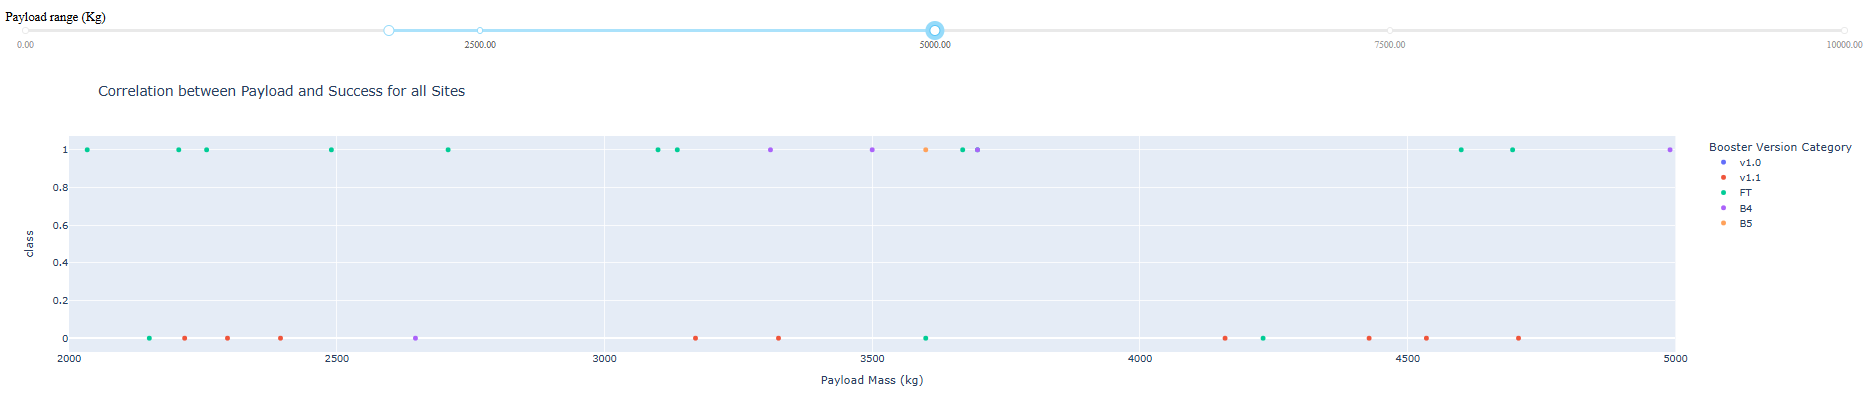 Payload range (Kg)
0.00 2500.00 5000.00 7500.00 10000.00
Correlation between Payload and Success for all Sites
Booster Version Category
v1.0
v1.1
FT
B4
B5
class
1
0.8
0.6
0.4
0.2
0
2000 2500 3000 3500 4000 4500 5000
Payload Mass (kg)